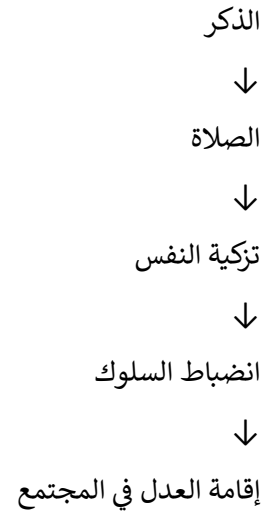 الذكر
↓
الصلاة
↓
تزكية النفس
↓
انضباط السلوك
↓
إقامة العدل في المجتمع